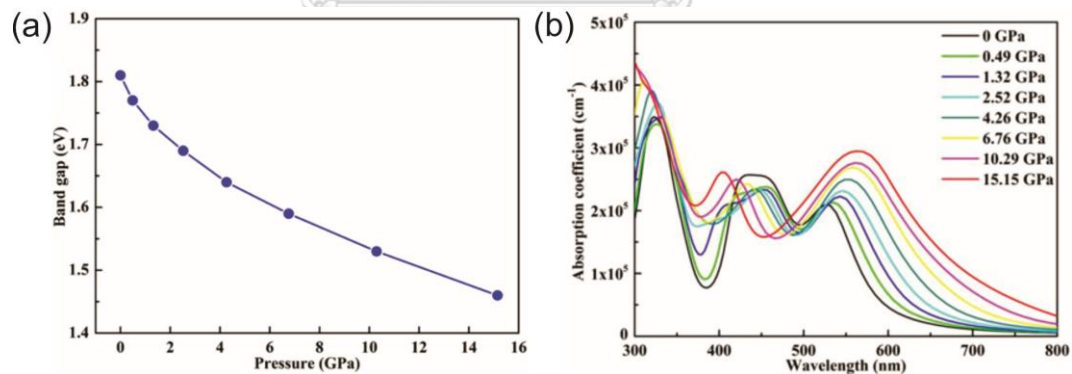 (a)
1.9
1.8
1.7
1.6
1.5
1.4
Band gap (eV)
0 2 4 6 8 10 12 14 16
Pressure (GPa)
(b)
5x10⁵
4x10⁵
3x10⁵
2x10⁵
1x10⁵
0
Absorption coefficient (cm⁻¹)
300 400 500 600 700 800
Wavelength (nm)
0 GPa
0.49 GPa
1.32 GPa
2.52 GPa
4.26 GPa
6.76 GPa
10.29 GPa
15.15 GPa